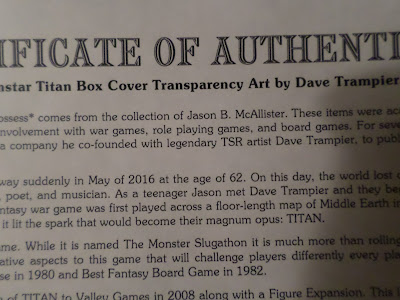 IFICATE OF AUTHENTI
nstar Titan Box Cover Transparency Art by Dave Trampier
ossess* comes from the collection of Jason B. McAllister. These items were acc
nvolvement with war games, role playing games, and board games. For seve
a company he co-founded with legendary TSR artist Dave Trampier, to publ
way suddenly in May of 2016 at the age of 62. On this day, the world lost o
, poet, and musician. As a teenager Jason met Dave Trampier and they bec
antasy war game was first played across a floor-length map of Middle Earth in
it lit the spark that would become their magnum opus: TITAN.
me. While it is named The Monster Slugathon it is much more than rolling
ative aspects to this game that will challenge players differently every play
se in 1980 and Best Fantasy Board Game in 1982.
n of TITAN to Valley Games in 2008 along with a Figure Expansion. This i